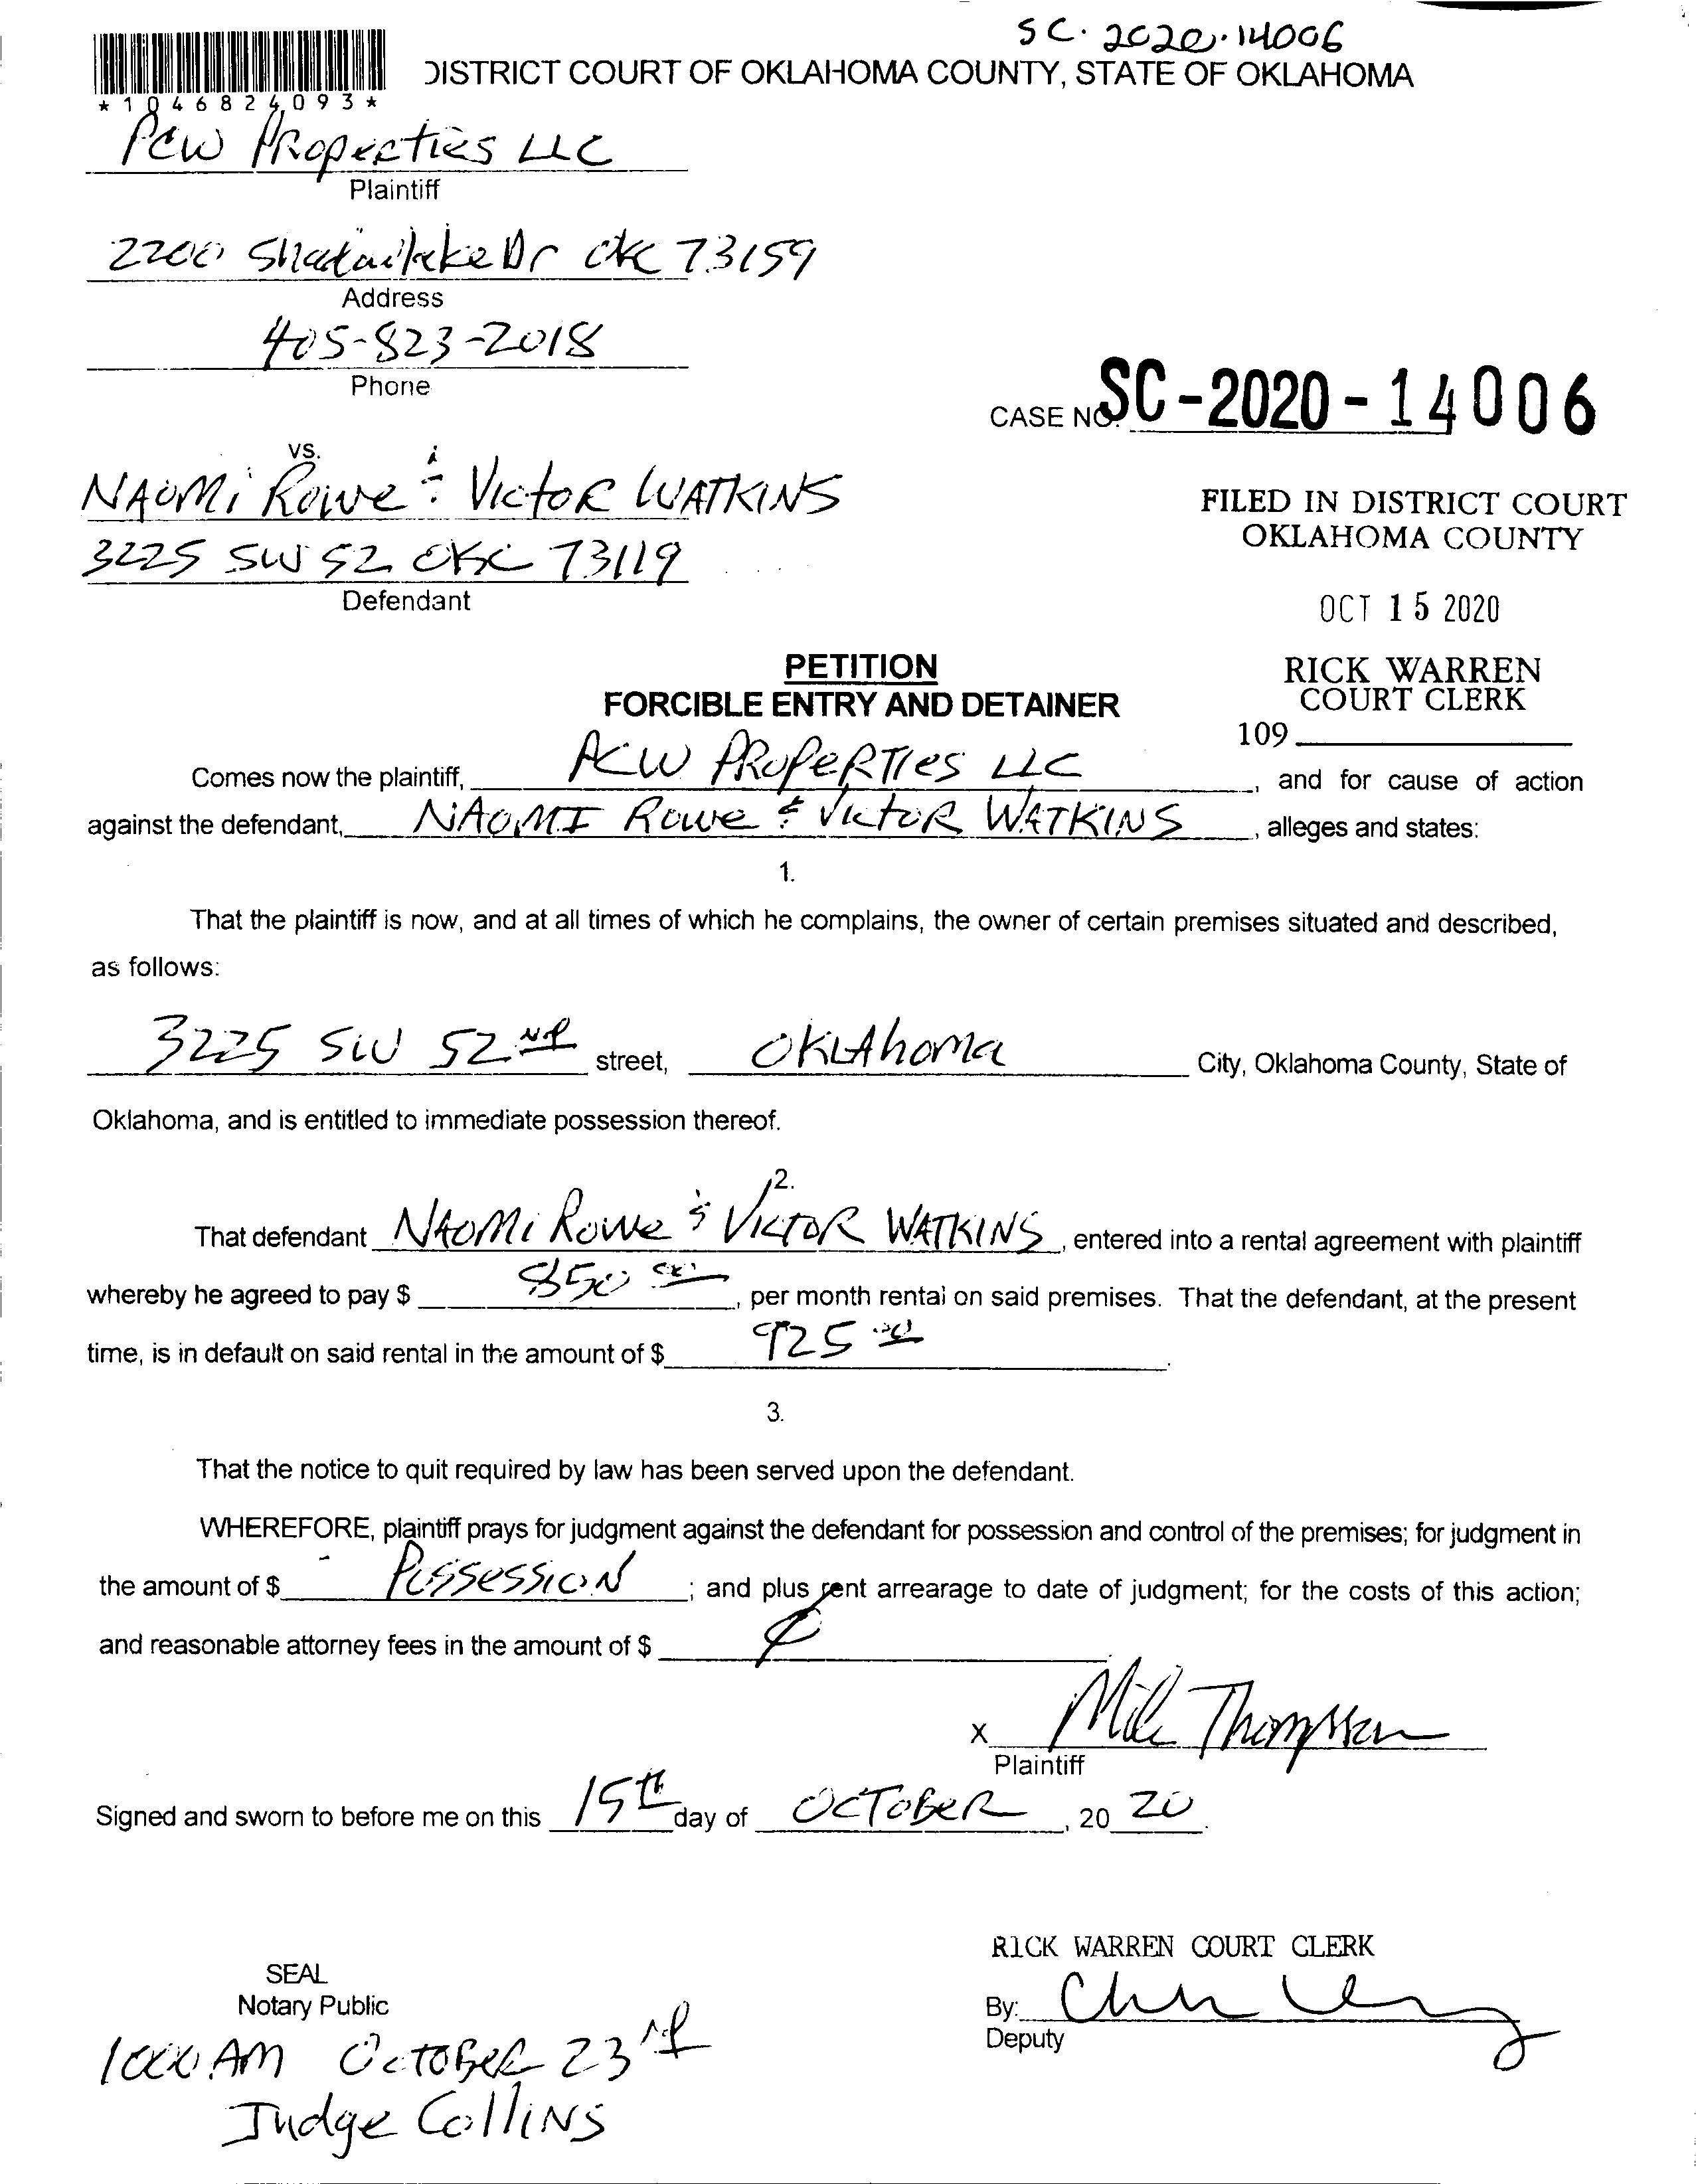 SC. 2020. 14006
DISTRICT COURT OF OKLAHOMA COUNTY, STATE OF OKLAHOMA
* 1 0 4 6 8 2 4 0 9 3 *
PCW PROPERTIES LLC
Plaintiff
2200 Shadowlake Dr OKC 73159
Address
405-823-2018
Phone
CASE NO. SC-2020-14006
vs.
NAOMi Rowe & VictoR WATKINS
3225 SW 52 OKC 73119
Defendant
FILED IN DISTRICT COURT
OKLAHOMA COUNTY
OCT 15 2020
RICK WARREN
COURT CLERK
109
PETITION
FORCIBLE ENTRY AND DETAINER
Comes now the plaintiff, PCW PROPERTIES LLC, and for cause of action
against the defendant, NAOMI Rowe & VictoR WATKINS, alleges and states:
1.
That the plaintiff is now, and at all times of which he complains, the owner of certain premises situated and described,
as follows:
3225 SW 52ND street, OKLAhoma City, Oklahoma County, State of
Oklahoma, and is entitled to immediate possession thereof.
2.
That defendant NAOMi Rowe & VICTOR WATKINS, entered into a rental agreement with plaintiff
whereby he agreed to pay $ 850 00, per month rental on said premises. That the defendant, at the present
time, is in default on said rental in the amount of $ 925 00.
3.
That the notice to quit required by law has been served upon the defendant.
WHEREFORE, plaintiff prays for judgment against the defendant for possession and control of the premises; for judgment in
the amount of $ POSSESSION; and plus rent arrearage to date of judgment; for the costs of this action;
and reasonable attorney fees in the amount of $
X Mike Thompson
Plaintiff
Signed and sworn to before me on this 15th day of OCTOBER, 20 20.
RICK WARREN COURT CLERK
SEAL
Notary Public
By:
Deputy
1000 AM OCTOBER 23rd
Judge Collins